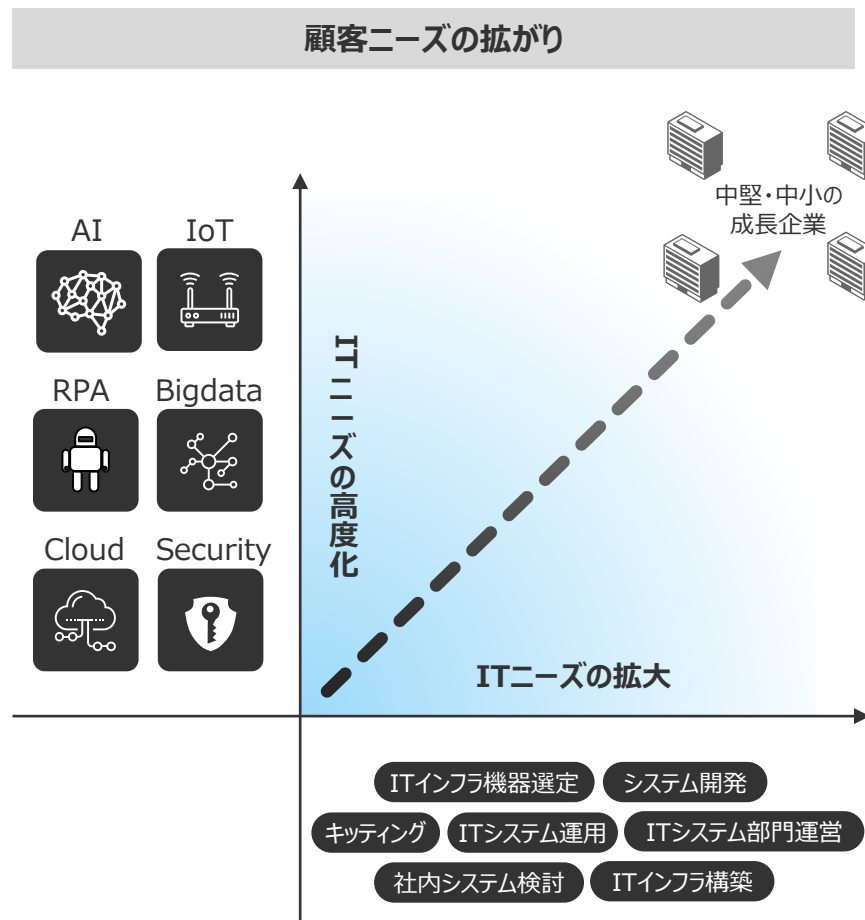 顧客ニーズの拡がり
中堅・中小の
成長企業
AI
IoT
RPA
Bigdata
Cloud
Security
ITニーズの高度化
ITニーズの拡大
ITインフラ機器選定
システム開発
キッティング
ITシステム運用
ITシステム部門運営
社内システム検討
ITインフラ構築